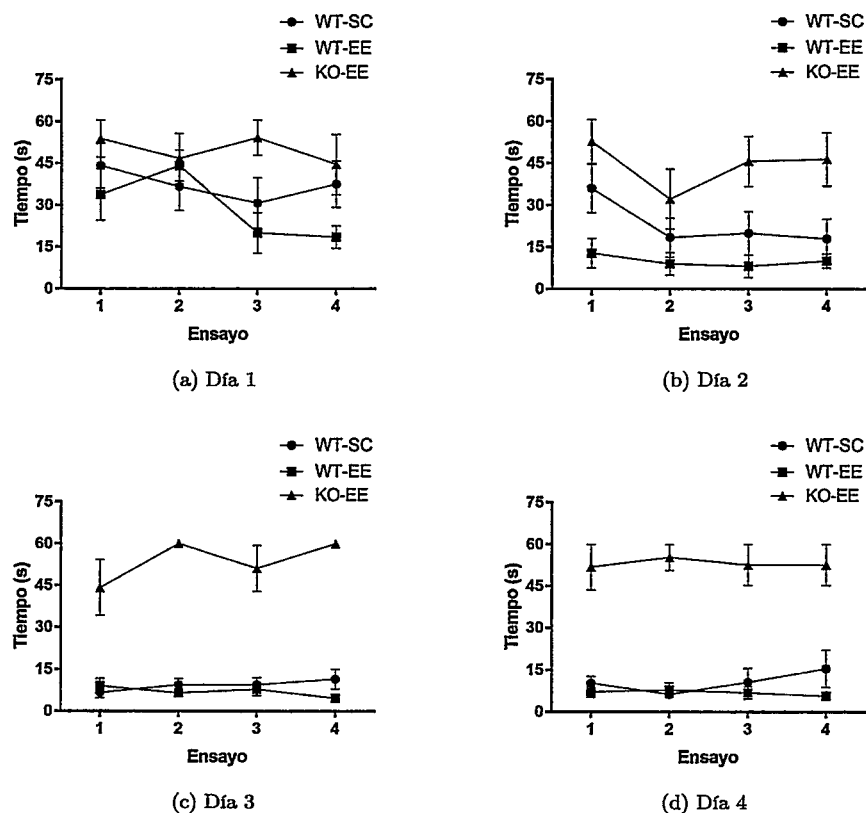 WT-SC
WT-EE
KO-EE
75
60
45
30
15
0
Tiempo (s)
1 2 3 4
Ensayo
(a) Día 1
WT-SC
WT-EE
KO-EE
75
60
45
30
15
0
Tiempo (s)
1 2 3 4
Ensayo
(b) Día 2
WT-SC
WT-EE
KO-EE
75
60
45
30
15
0
Tiempo (s)
1 2 3 4
Ensayo
(c) Día 3
WT-SC
WT-EE
KO-EE
75
60
45
30
15
0
Tiempo (s)
1 2 3 4
Ensayo
(d) Día 4